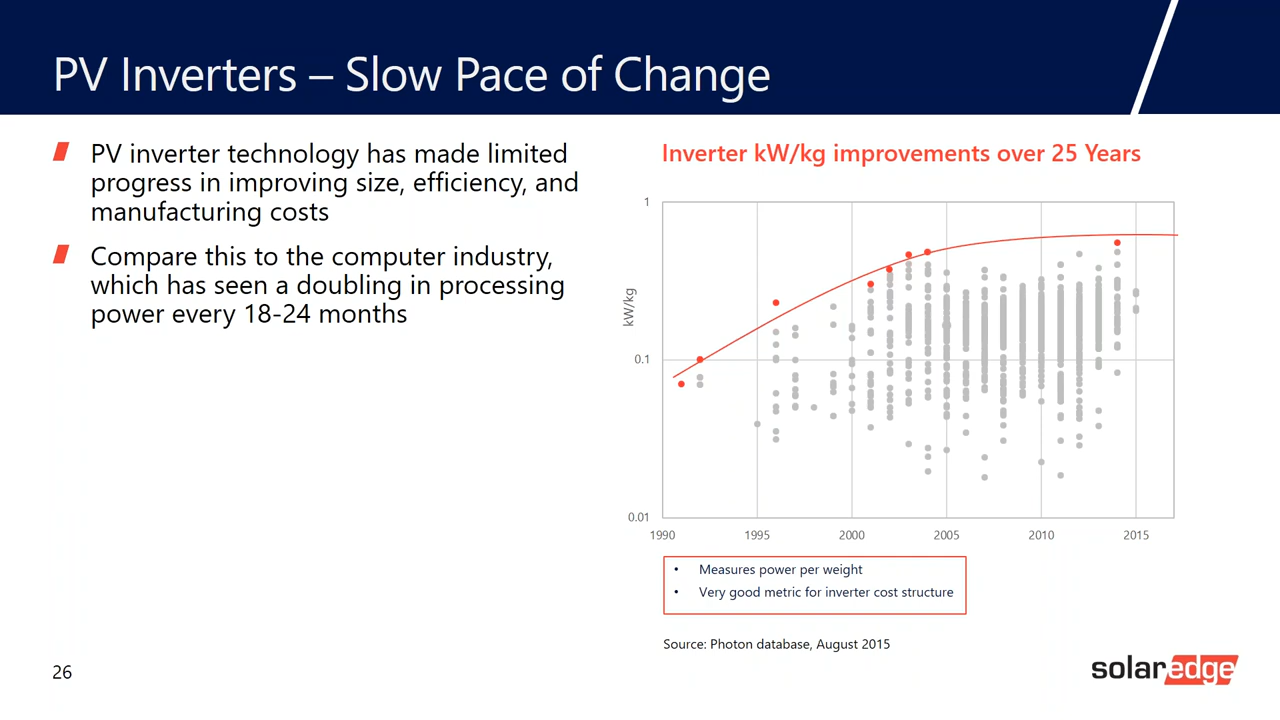 PV Inverters – Slow Pace of Change
PV inverter technology has made limited
progress in improving size, efficiency, and
manufacturing costs
Compare this to the computer industry,
which has seen a doubling in processing
power every 18-24 months
Inverter kW/kg improvements over 25 Years
1
kW/kg
0.1
0.01
1990 1995 2000 2005 2010 2015
• Measures power per weight
• Very good metric for inverter cost structure
Source: Photon database, August 2015
26
solaredge